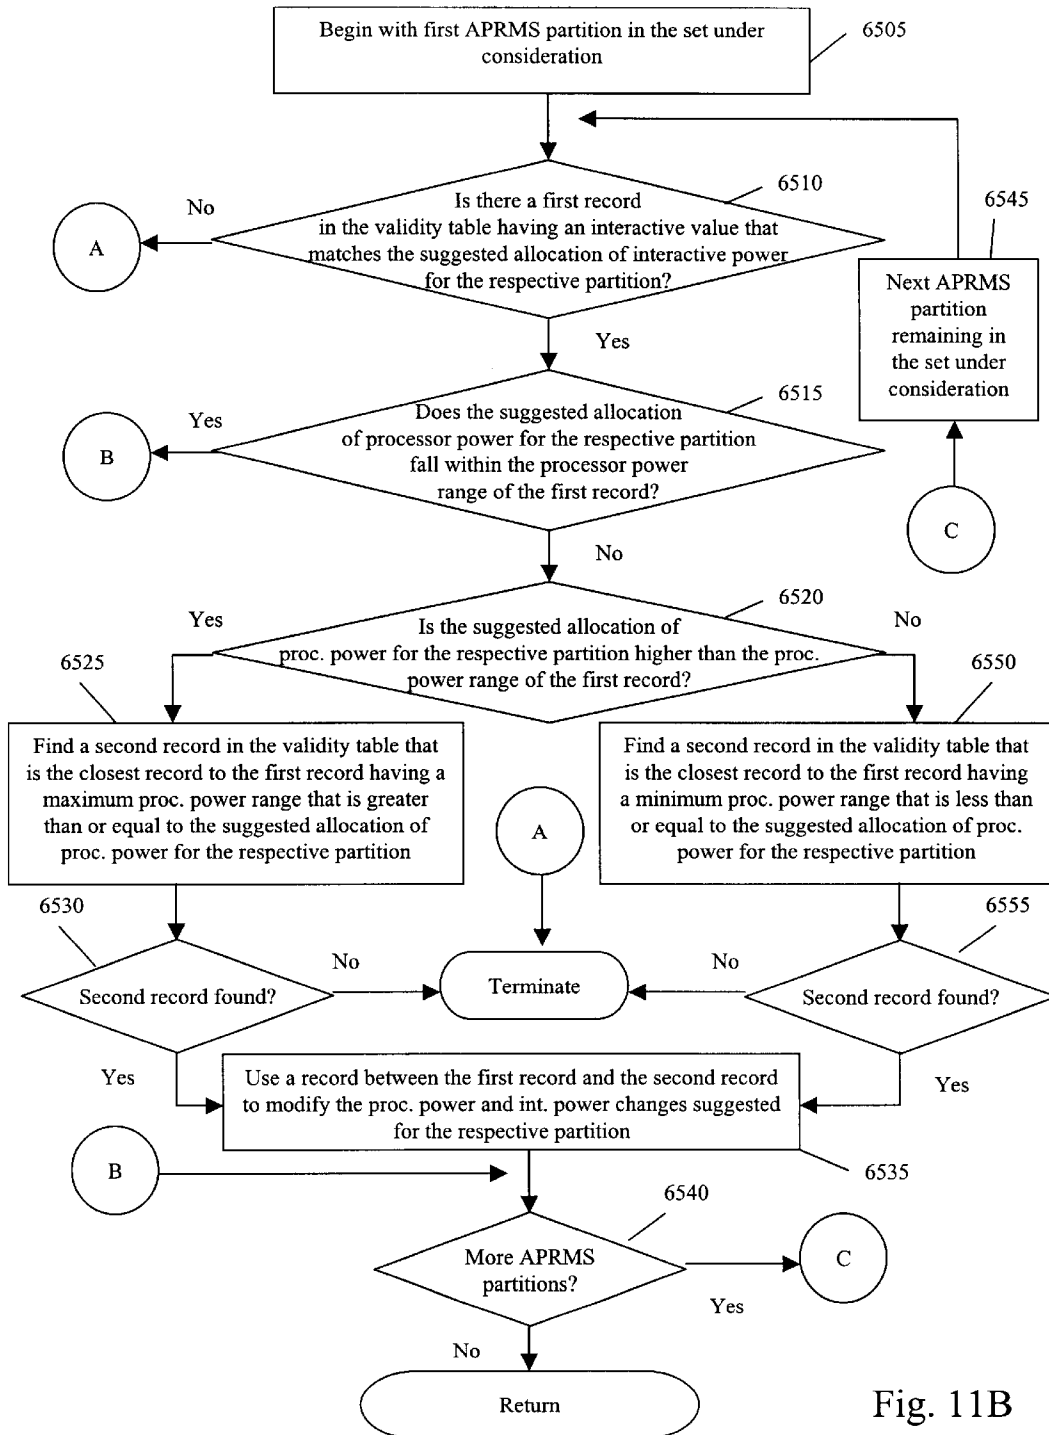 Begin with first APRMS partition in the set under
consideration
6505
Is there a first record
in the validity table having an interactive value that
matches the suggested allocation of interactive power
for the respective partition?
6510
No
A
Yes
6545
Next APRMS
partition
remaining in
the set under
consideration
Does the suggested allocation
of processor power for the respective partition
fall within the processor power
range of the first record?
6515
Yes
B
No
C
Is the suggested allocation of
proc. power for the respective partition higher than the proc.
power range of the first record?
6520
Yes
No
6525
6550
Find a second record in the validity table that
is the closest record to the first record having a
maximum proc. power range that is greater
than or equal to the suggested allocation of
proc. power for the respective partition
A
Find a second record in the validity table that
is the closest record to the first record having
a minimum proc. power range that is less than
or equal to the suggested allocation of proc.
power for the respective partition
6530
6555
Second record found?
No
Terminate
No
Second record found?
Yes
Yes
Use a record between the first record and the second record
to modify the proc. power and int. power changes suggested
for the respective partition
6535
B
6540
More APRMS
partitions?
Yes
C
No
Return
Fig. 11B